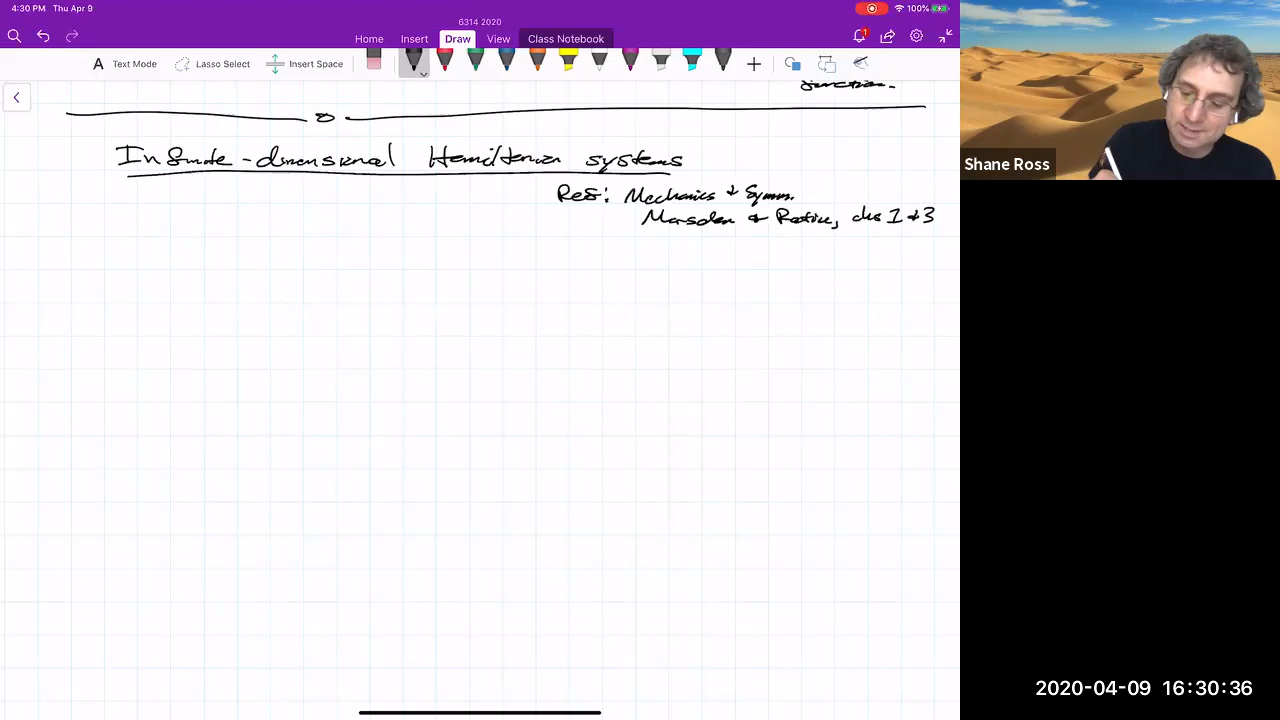 4:30 PM Thu Apr 9
100%
6314 2020
Home Insert Draw View Class Notebook
1
A Text Mode Lasso Select Insert Space
function.
Infinite-dimensional Hamiltonian systems
Ref: Mechanics & Symm.
Marsden & Ratiu, chs 1 & 3
Shane Ross
2020-04-09 16:30:36